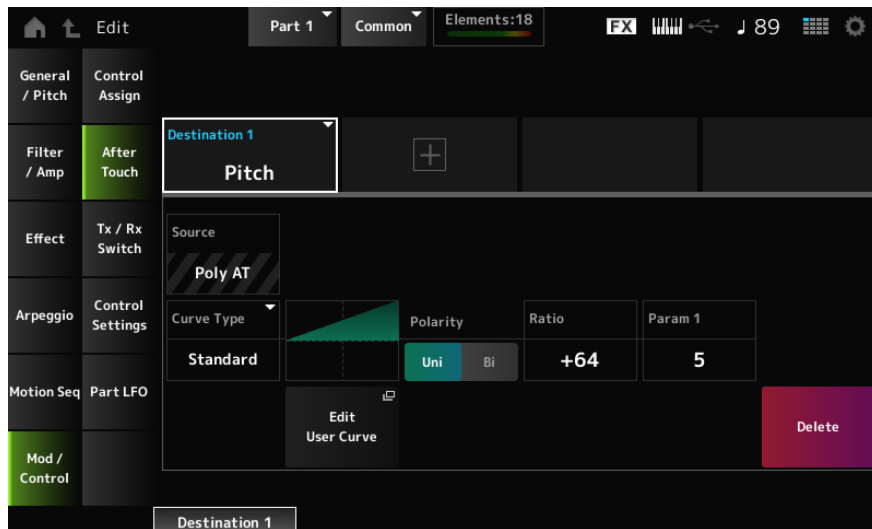 Edit
Part 1
Common
Elements:18
FX
♩ 89
General
/ Pitch
Control
Assign
Filter
/ Amp
After
Touch
Destination 1
Pitch
Effect
Tx / Rx
Switch
Source
Poly AT
Arpeggio
Control
Settings
Curve Type
Standard
Polarity
Uni
Bi
Ratio
+64
Param 1
5
Motion Seq
Part LFO
Edit
User Curve
Delete
Mod /
Control
Destination 1